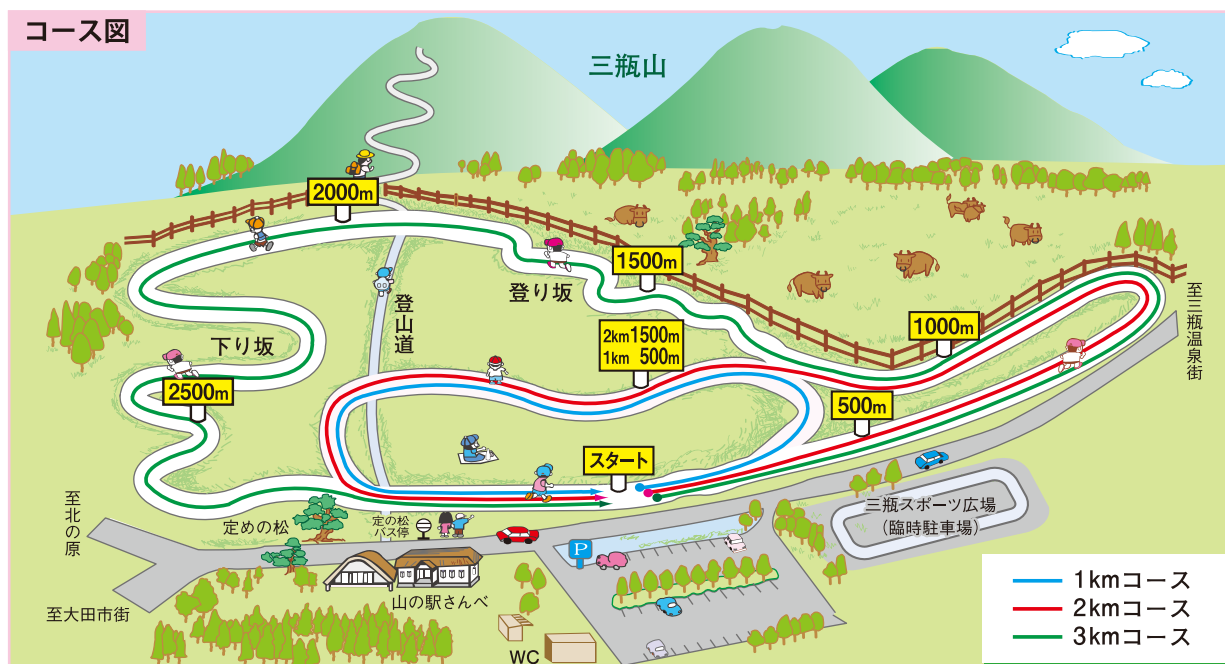 コース図
三瓶山
2000m
1500m
登り坂
登山道
2km1500m
1km 500m
1000m
至三瓶温泉街
下り坂
2500m
500m
スタート
至北の原
定めの松
定の松
バス停
三瓶スポーツ広場
(臨時駐車場)
P
山の駅さんべ
至大田市街
WC
1kmコース
2kmコース
3kmコース